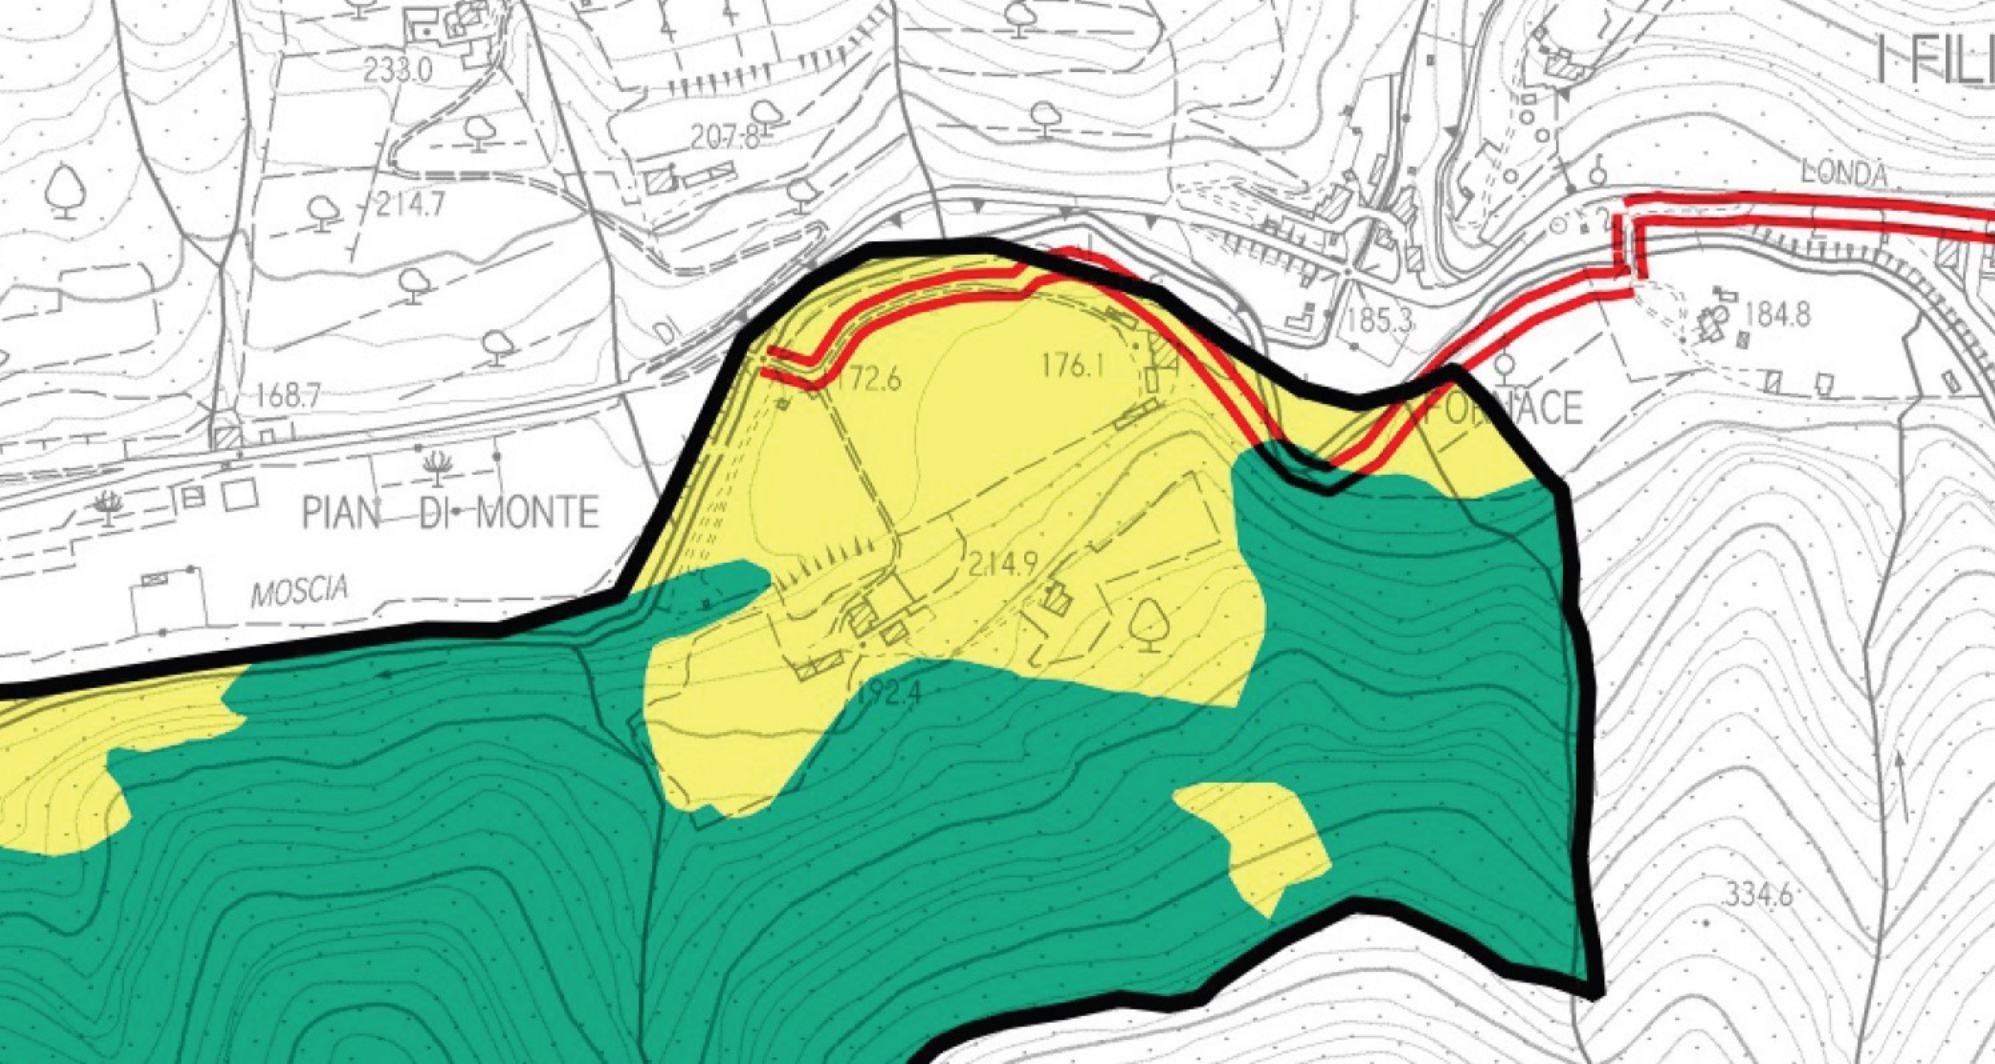 I FILI
233.0
207.8
LONDA
214.7
185.3
184.8
176.1
172.6
168.7
FORNACE
PIAN DI MONTE
214.9
MOSCIA
192.4
334.6